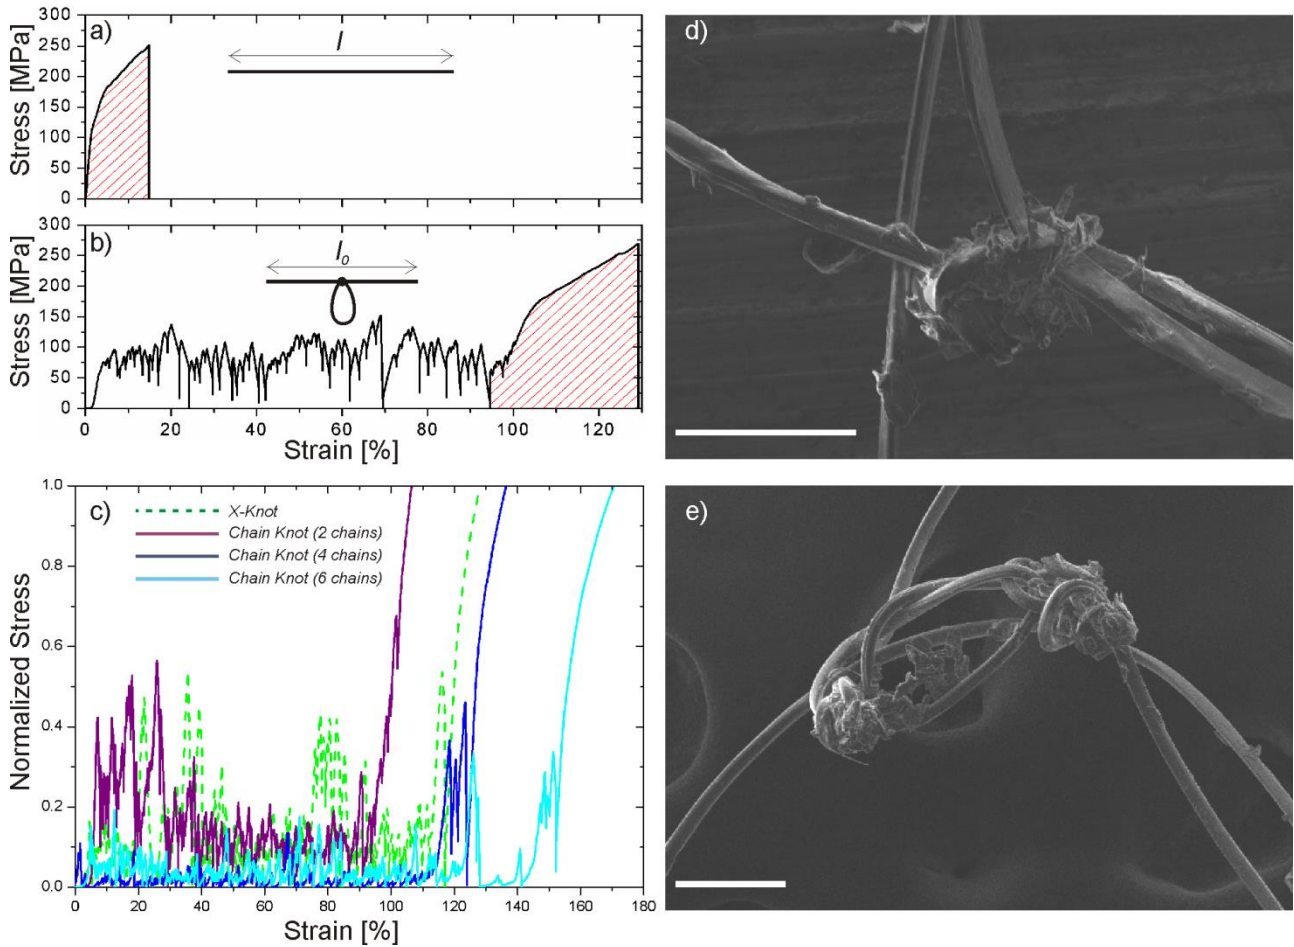 a)
Stress [MPa]
300
250
200
150
100
50
0
l
b)
Stress [MPa]
300
250
200
150
100
50
0
l₀
0 20 40 60 80 100 120
Strain [%]
c)
Normalized Stress
1.0
0.8
0.6
0.4
0.2
0.0
X-Knot
Chain Knot (2 chains)
Chain Knot (4 chains)
Chain Knot (6 chains)
0 20 40 60 80 100 120 140 160 180
Strain [%]
d)
e)